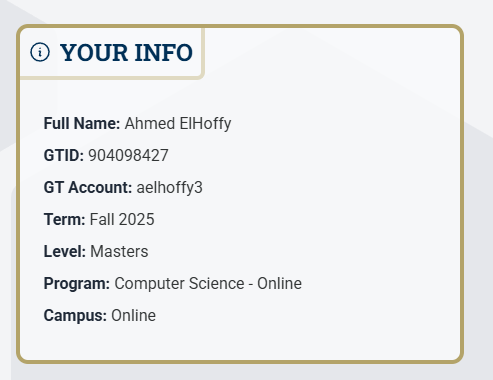 YOUR INFO
Full Name: Ahmed ElHoffy
GTID: 904098427
GT Account: aelhoffy3
Term: Fall 2025
Level: Masters
Program: Computer Science - Online
Campus: Online